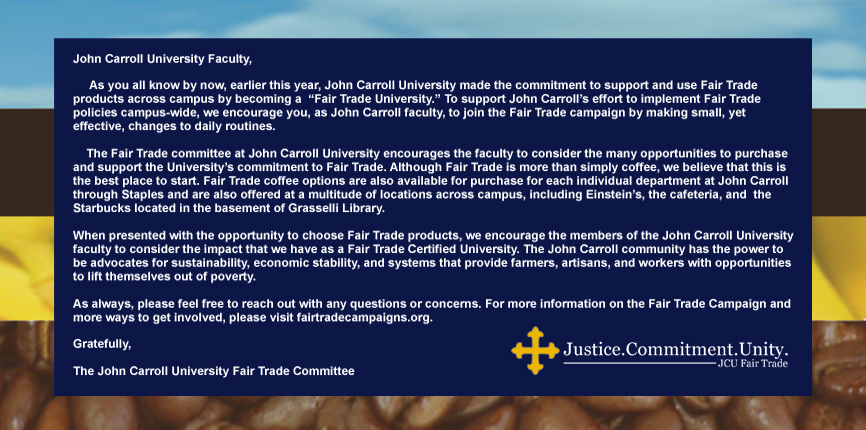 John Carroll University Faculty,
As you all know by now, earlier this year, John Carroll University made the commitment to support and use Fair Trade
products across campus by becoming a “Fair Trade University.” To support John Carroll’s effort to implement Fair Trade
policies campus-wide, we encourage you, as John Carroll faculty, to join the Fair Trade campaign by making small, yet
effective, changes to daily routines.
The Fair Trade committee at John Carroll University encourages the faculty to consider the many opportunities to purchase
and support the University’s commitment to Fair Trade. Although Fair Trade is more than simply coffee, we believe that this is
the best place to start. Fair Trade coffee options are also available for purchase for each individual department at John Carroll
through Staples and are also offered at a multitude of locations across campus, including Einstein’s, the cafeteria, and the
Starbucks located in the basement of Grasselli Library.
When presented with the opportunity to choose Fair Trade products, we encourage the members of the John Carroll University
faculty to consider the impact that we have as a Fair Trade Certified University. The John Carroll community has the power to
be advocates for sustainability, economic stability, and systems that provide farmers, artisans, and workers with opportunities
to lift themselves out of poverty.
As always, please feel free to reach out with any questions or concerns. For more information on the Fair Trade Campaign and
more ways to get involved, please visit fairtradecampaigns.org.
Gratefully,
The John Carroll University Fair Trade Committee
Justice.Commitment.Unity.
JCU Fair Trade